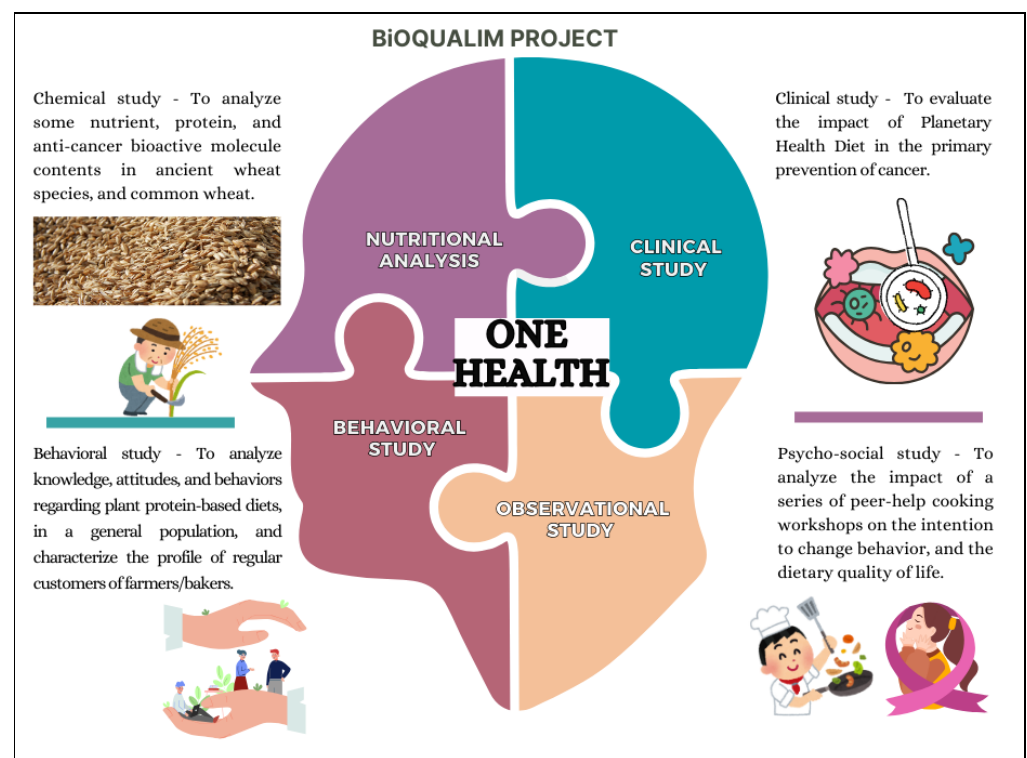 BiOQUALIM PROJECT
Chemical study - To analyze
some nutrient, protein, and
anti-cancer bioactive molecule
contents in ancient wheat
species, and common wheat.
Clinical study - To evaluate
the impact of Planetary
Health Diet in the primary
prevention of cancer.
NUTRITIONAL
ANALYSIS
CLINICAL
STUDY
ONE
HEALTH
BEHAVIORAL
STUDY
OBSERVATIONAL
STUDY
Behavioral study - To analyze
knowledge, attitudes, and behaviors
regarding plant protein-based diets,
in a general population, and
characterize the profile of regular
customers of farmers/bakers.
Psycho-social study - To
analyze the impact of a
series of peer-help cooking
workshops on the intention
to change behavior, and the
dietary quality of life.